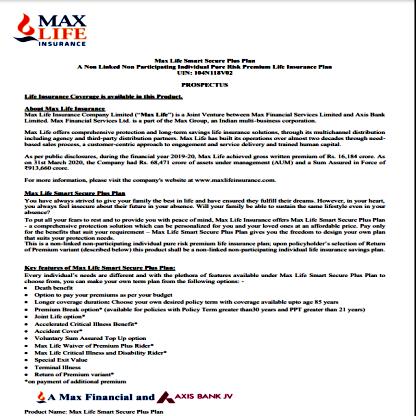 MAX
LIFE
INSURANCE
Max Life Smart Secure Plus Plan
A Non Linked Non Participating Individual Pure Risk Premium Life Insurance Plan
UIN: 104N118V02
PROSPECTUS
Life Insurance Coverage is available in this Product.
About Max Life Insurance
Max Life Insurance Company Limited ("Max Life") is a Joint Venture between Max Financial Services Limited and Axis Bank
Limited. Max Financial Services Ltd. is a part of the Max Group, an Indian multi-business corporation.
Max Life offers comprehensive protection and long-term savings life insurance solutions, through its multichannel distribution
including agency and third-party distribution partners. Max Life has built its operations over almost two decades through need-
based sales process, a customer-centric approach to engagement and service delivery and trained human capital.
As per public disclosures, during the financial year 2019-20, Max Life achieved gross written premium of Rs. 16,184 crore. As
on 31st March 2020, the Company had Rs. 68,471 crore of assets under management (AUM) and a Sum Assured in Force of
₹913,660 crore.
For more information, please visit the company's website at www.maxlifeinsurance.com.
Max Life Smart Secure Plus Plan
You have always strived to give your family the best in life and have ensured they fulfilled their dreams. However, in your heart,
you always feel insecure about their future in your absence. Will your family be able to sustain the same lifestyle even in your
absence?
To put all your fears to rest and to provide you with peace of mind, Max Life Insurance offers Max Life Smart Secure Plus Plan
- a comprehensive protection solution which can be personalized for you and your loved ones at an affordable price. Pay only
for the benefits that suit your requirement – Max Life Smart Secure Plus Plan gives you the freedom to design your own plan
that suits your protection needs.
This is a non-linked non-participating individual pure risk premium life insurance plan; upon policyholder's selection of Return
of Premium variant (described below) this product shall be a non-linked non-participating individual life insurance savings plan.
Key features of Max Life Smart Secure Plus Plan:
Every individual's needs are different and with the plethora of features available under Max Life Smart Secure Plus Plan to
choose from, you can make your own term plan from the following options: -
• Death benefit
• Option to pay your premiums as per your budget
• Longer coverage duration: Choose your own desired policy term with coverage available upto age 85 years
• Premium Break option* (available for policies with Policy Term greater than30 years and PPT greater than 21 years)
• Joint Life option*
• Accelerated Critical Illness Benefit*
• Accident Cover*
• Voluntary Sum Assured Top Up option
• Max Life Waiver of Premium Plus Rider*
• Max Life Critical Illness and Disability Rider*
• Special Exit Value
• Terminal Illness
• Return of Premium variant*
*on payment of additional premium
A Max Financial and AXIS BANK JV
Product Name: Max Life Smart Secure Plus Plan